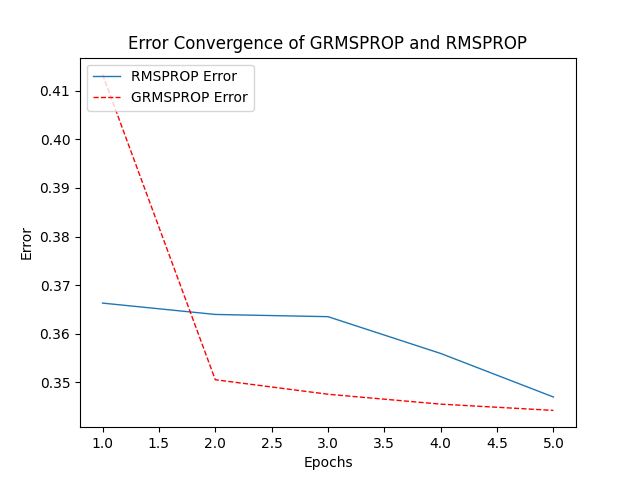 Error Convergence of GRMSPROP and RMSPROP
RMSPROP Error
GRMSPROP Error
0.41
0.40
0.39
0.38
0.37
0.36
0.35
Error
1.0 1.5 2.0 2.5 3.0 3.5 4.0 4.5 5.0
Epochs